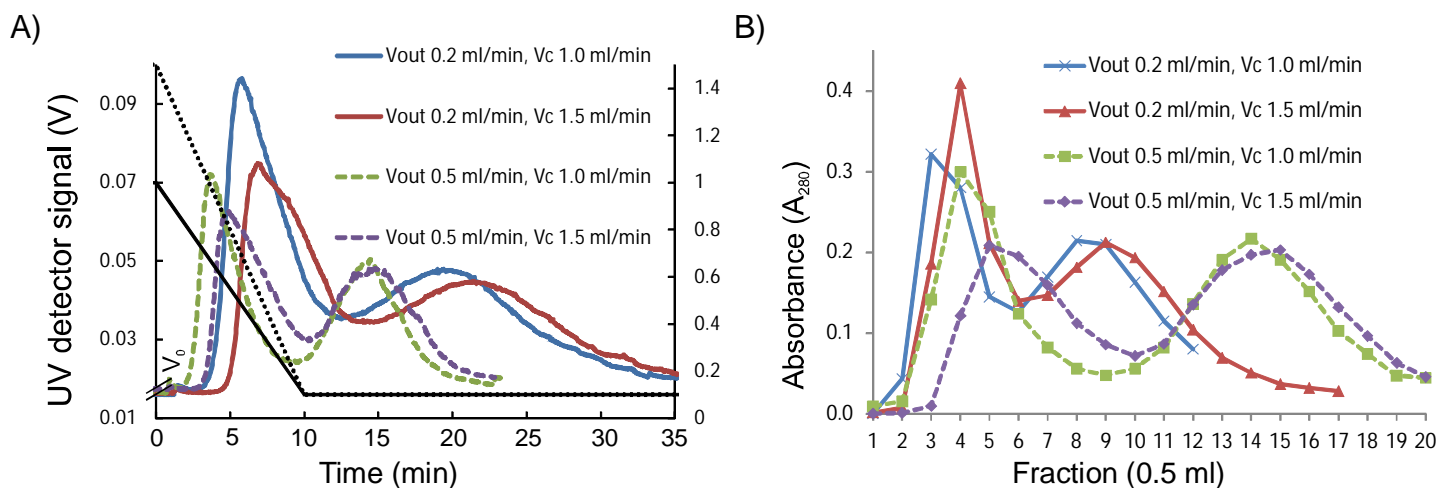 A)
UV detector signal (V)
0.09
0.07
0.05
0.03
0.01
V0
Vout 0.2 ml/min, Vc 1.0 ml/min
Vout 0.2 ml/min, Vc 1.5 ml/min
Vout 0.5 ml/min, Vc 1.0 ml/min
Vout 0.5 ml/min, Vc 1.5 ml/min
1.4
1.2
1
0.8
0.6
0.4
0.2
0
0 5 10 15 20 25 30 35
Time (min)
B)
Absorbance (A280)
0.4
0.3
0.2
0.1
0.0
Vout 0.2 ml/min, Vc 1.0 ml/min
Vout 0.2 ml/min, Vc 1.5 ml/min
Vout 0.5 ml/min, Vc 1.0 ml/min
Vout 0.5 ml/min, Vc 1.5 ml/min
1 2 3 4 5 6 7 8 9 10 11 12 13 14 15 16 17 18 19 20
Fraction (0.5 ml)